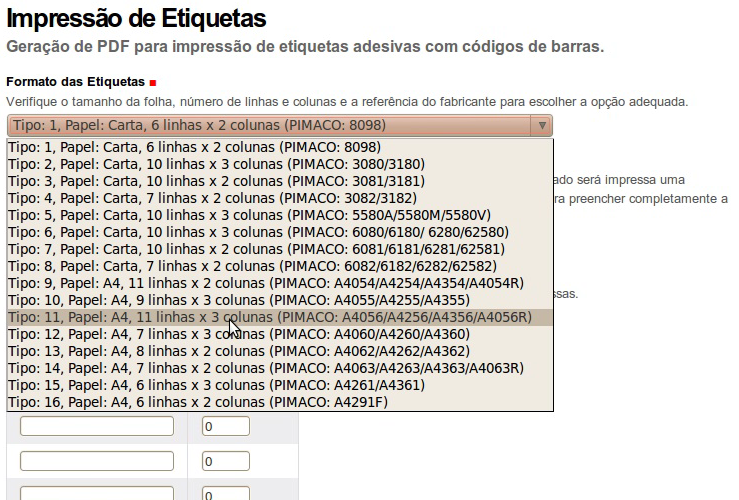 Impressão de Etiquetas
Geração de PDF para impressão de etiquetas adesivas com códigos de barras.
Formato das Etiquetas
Verifique o tamanho da folha, número de linhas e colunas e a referência do fabricante para escolher a opção adequada.
Tipo: 1, Papel: Carta, 6 linhas x 2 colunas (PIMACO: 8098)
Tipo: 1, Papel: Carta, 6 linhas x 2 colunas (PIMACO: 8098)
Tipo: 2, Papel: Carta, 10 linhas x 3 colunas (PIMACO: 3080/3180)
Tipo: 3, Papel: Carta, 10 linhas x 2 colunas (PIMACO: 3081/3181)
ado será impressa uma
Tipo: 4, Papel: Carta, 7 linhas x 2 colunas (PIMACO: 3082/3182)
ra preencher completamente a
Tipo: 5, Papel: Carta, 10 linhas x 3 colunas (PIMACO: 5580A/5580M/5580V)
Tipo: 6, Papel: Carta, 10 linhas x 3 colunas (PIMACO: 6080/6180/ 6280/62580)
Tipo: 7, Papel: Carta, 10 linhas x 2 colunas (PIMACO: 6081/6181/6281/62581)
Tipo: 8, Papel: Carta, 7 linhas x 2 colunas (PIMACO: 6082/6182/6282/62582)
Tipo: 9, Papel: A4, 11 linhas x 2 colunas (PIMACO: A4054/A4254/A4354/A4054R)
Tipo: 10, Papel: A4, 9 linhas x 3 colunas (PIMACO: A4055/A4255/A4355)
ssas.
Tipo: 11, Papel: A4, 11 linhas x 3 colunas (PIMACO: A4056/A4256/A4356/A4056R)
Tipo: 12, Papel: A4, 7 linhas x 3 colunas (PIMACO: A4060/A4260/A4360)
Tipo: 13, Papel: A4, 8 linhas x 2 colunas (PIMACO: A4062/A4262/A4362)
Tipo: 14, Papel: A4, 7 linhas x 2 colunas (PIMACO: A4063/A4263/A4363/A4063R)
Tipo: 15, Papel: A4, 6 linhas x 3 colunas (PIMACO: A4261/A4361)
Tipo: 16, Papel: A4, 6 linhas x 2 colunas (PIMACO: A4291F)
0
0
0